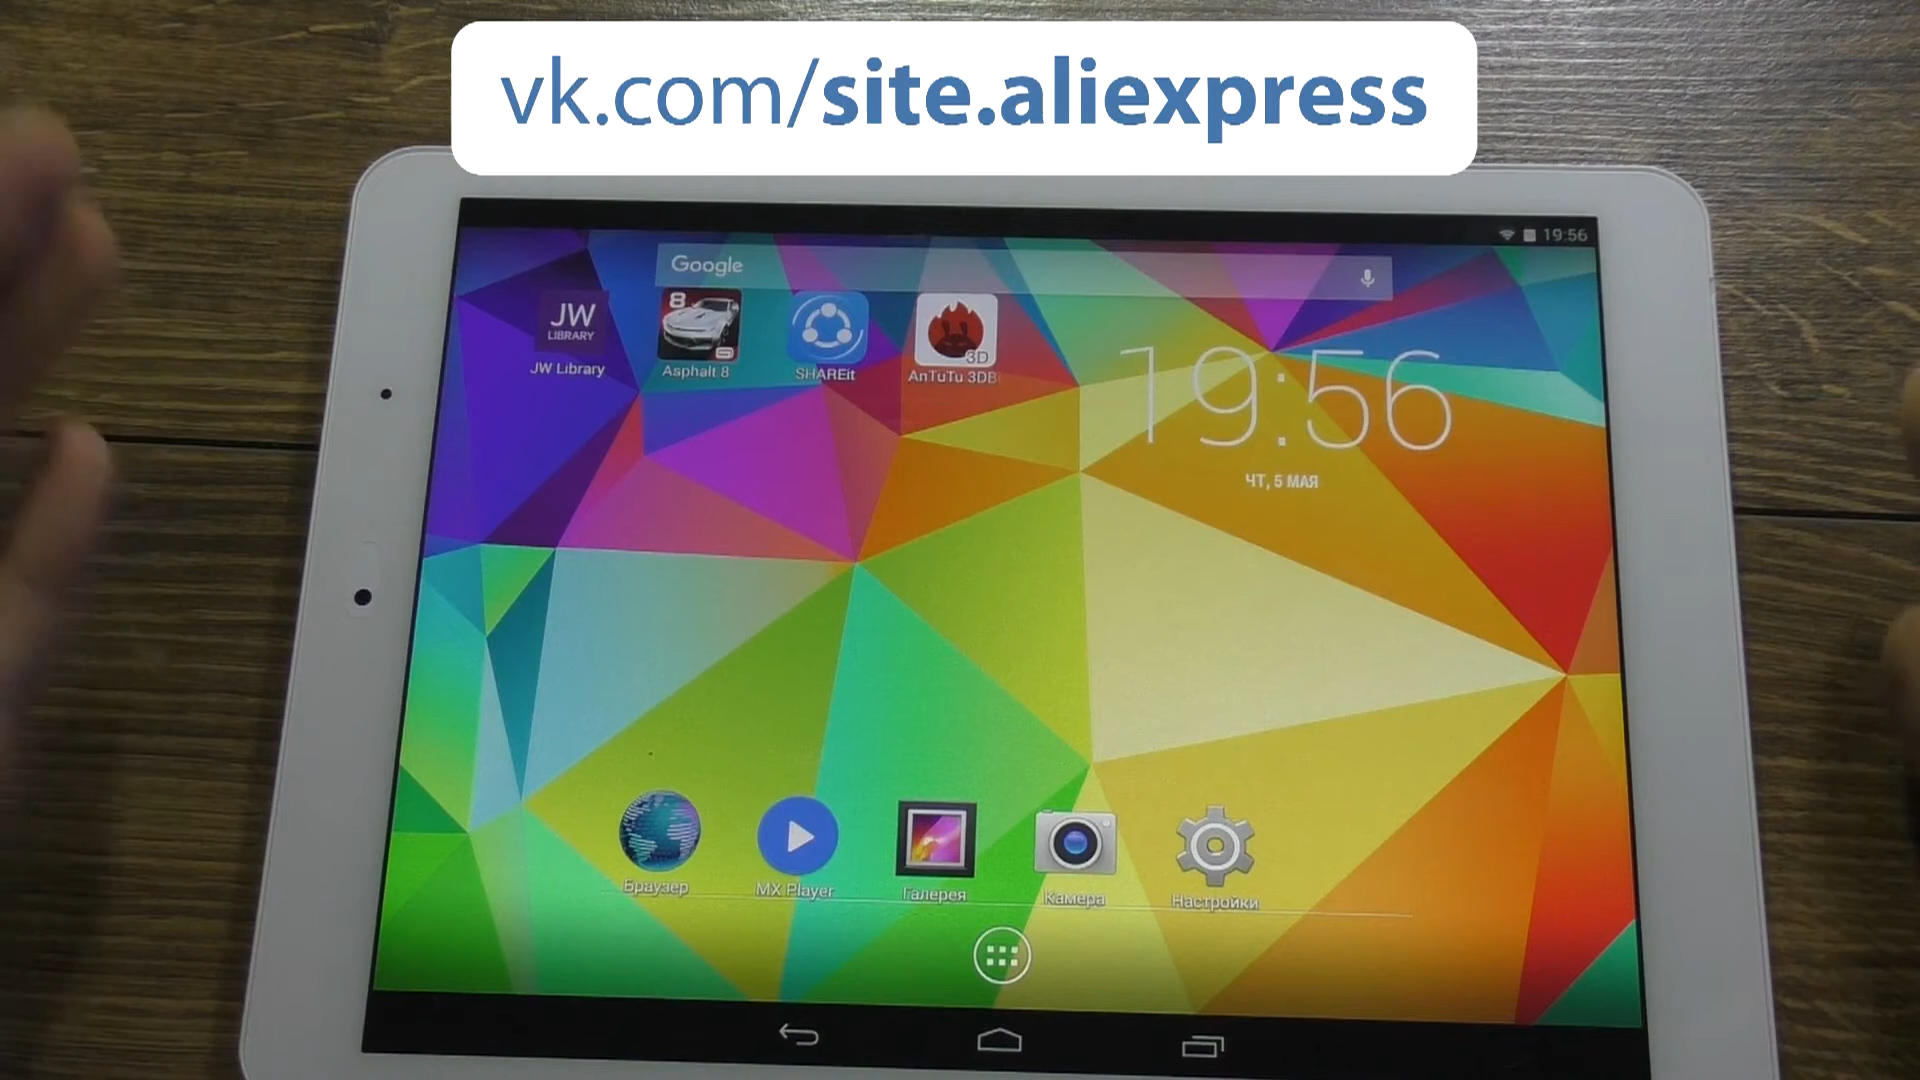 vk.com/site.aliexpress
19:56
Google
JW
LIBRARY
JW Library
8
Asphalt 8
SHAREit
3D
AnTuTu 3DB
19:56
ЧТ, 5 МАЯ
Браузер
MX Player
Галерея
Камера
Настройки